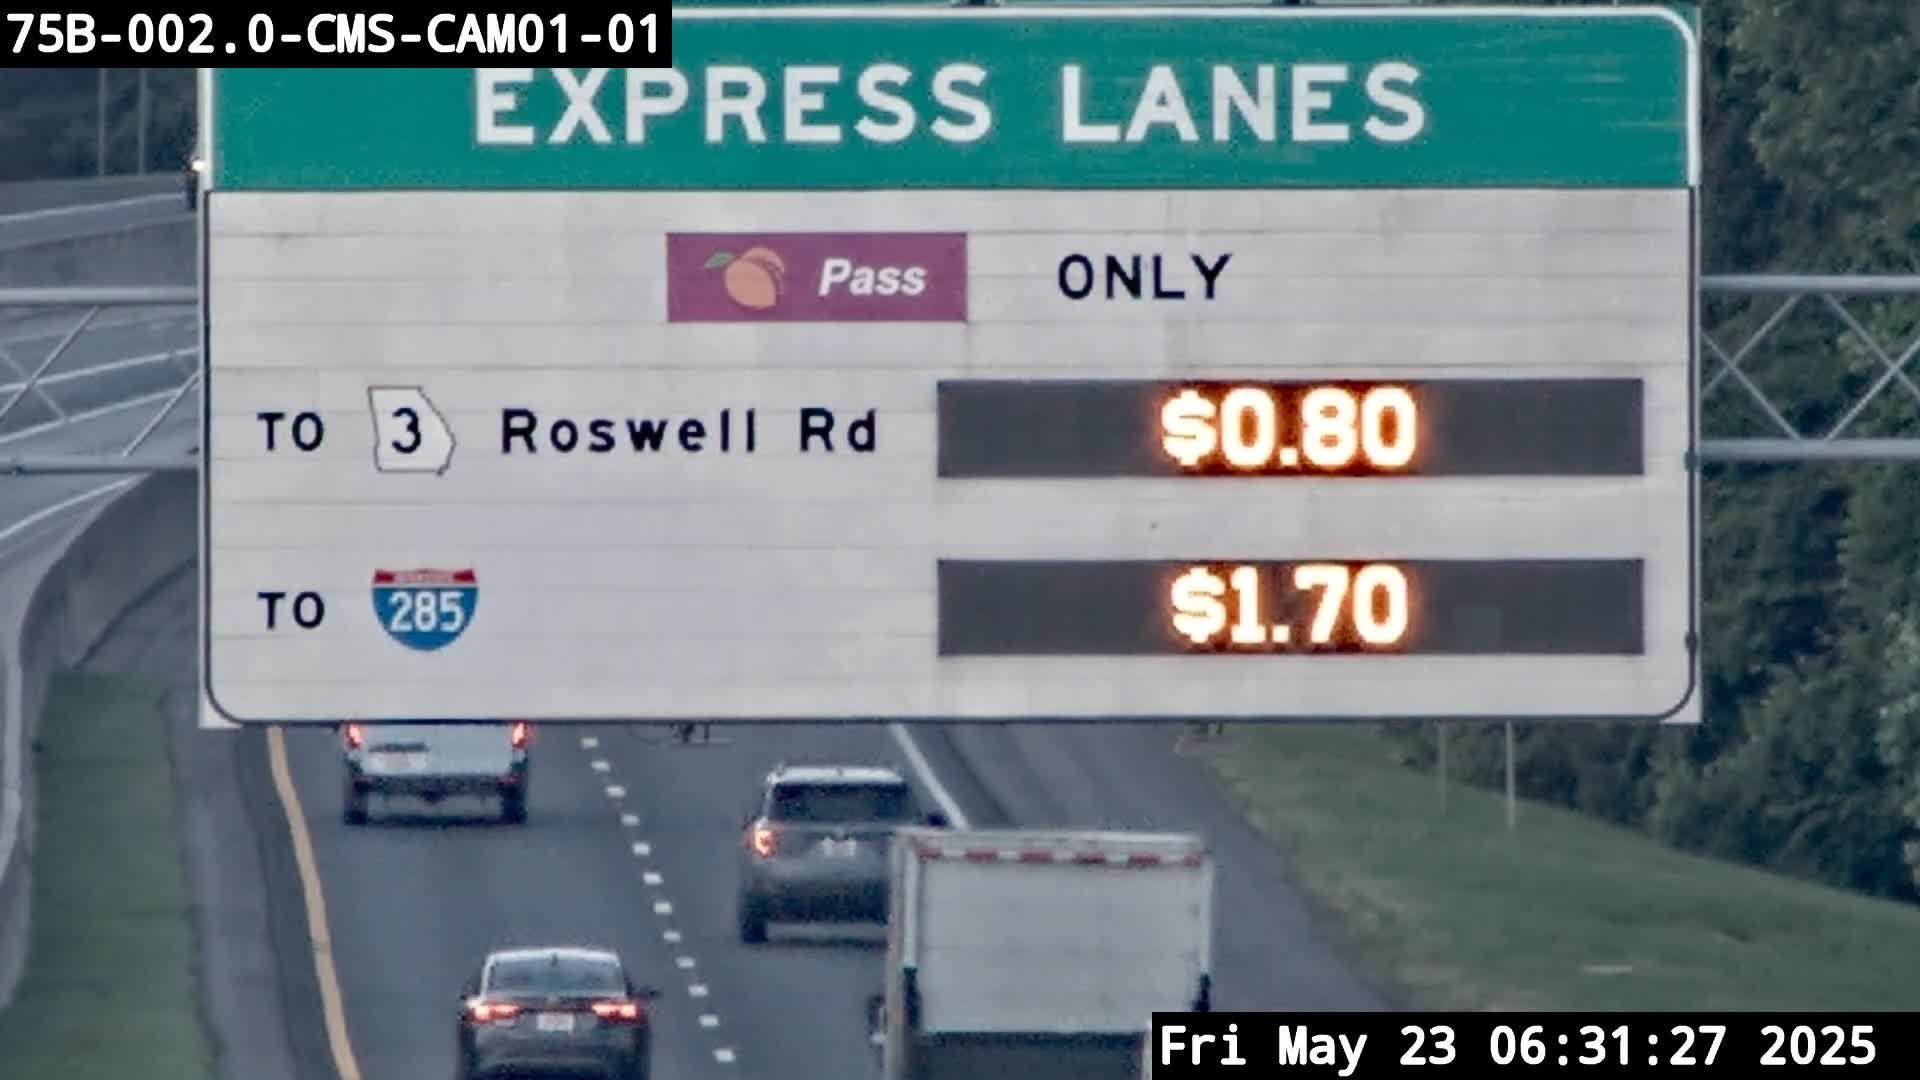 75B-002.0-CMS-CAM01-01
EXPRESS LANES
Pass ONLY
TO 3 Roswell Rd $0.80
TO 285 $1.70
Fri May 23 06:31:27 2025